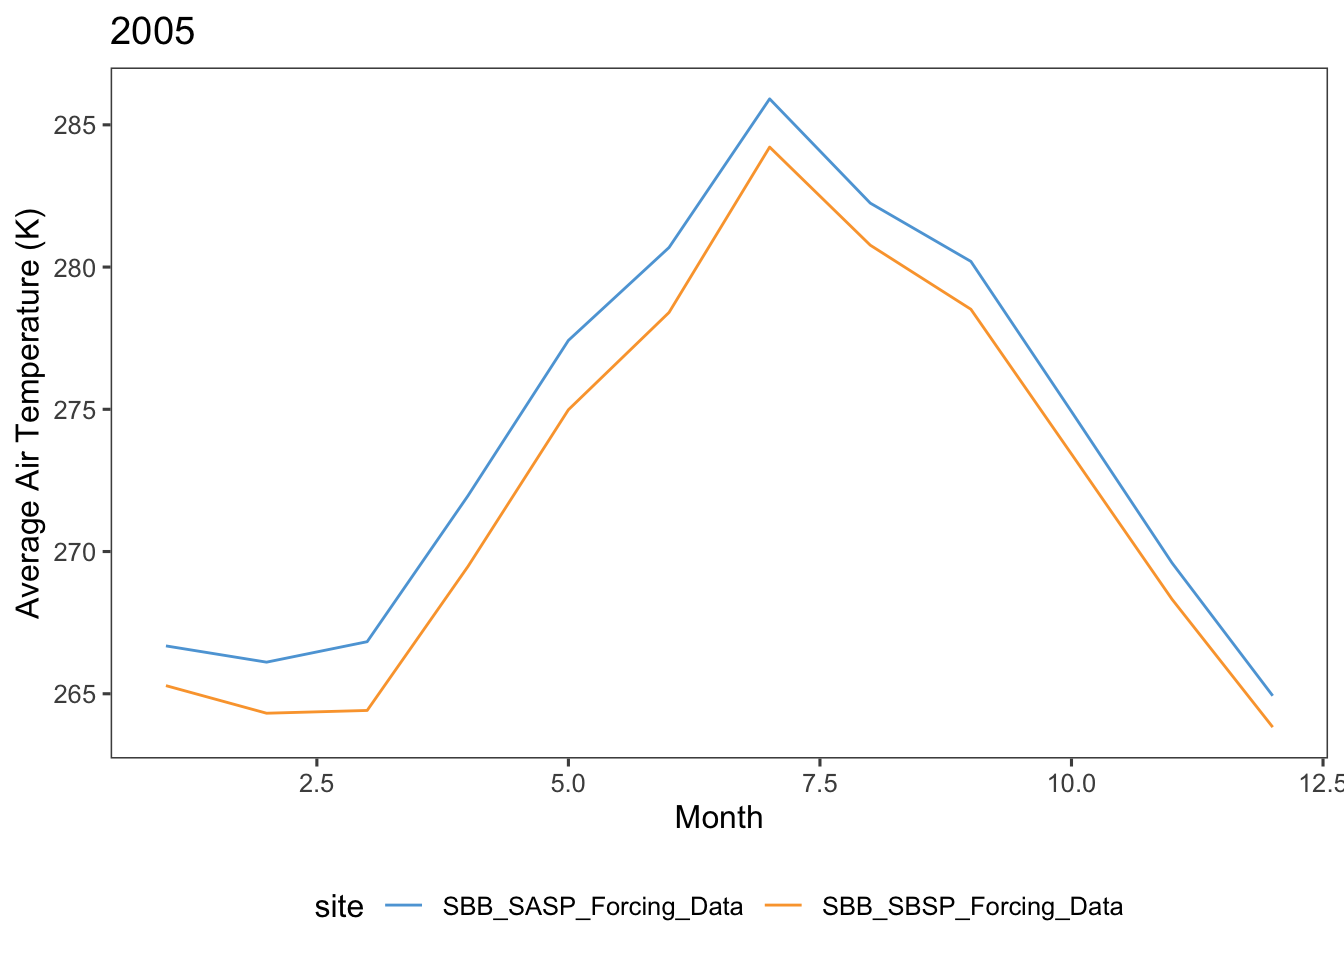 2005
Average Air Temperature (K)
285
280
275
270
265
2.5 5.0 7.5 10.0 12.5
Month
site SBB_SASP_Forcing_Data SBB_SBSP_Forcing_Data